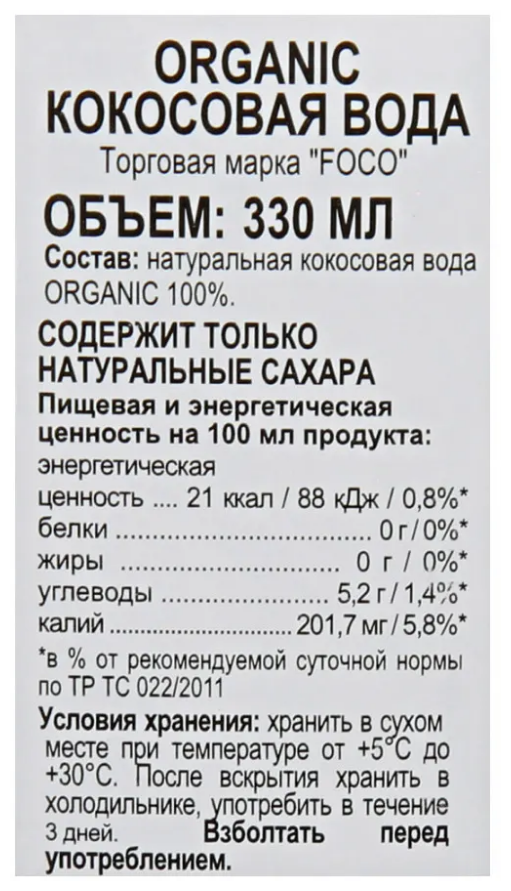 ORGANIC
КОКОСОВАЯ ВОДА
Торговая марка "FOCO"
ОБЪЕМ: 330 МЛ
Состав: натуральная кокосовая вода
ORGANIC 100%.
СОДЕРЖИТ ТОЛЬКО
НАТУРАЛЬНЫЕ САХАРА
Пищевая и энергетическая
ценность на 100 мл продукта:
энергетическая
ценность .... 21 ккал / 88 кДж / 0,8%*
белки ................................. 0 г / 0%*
жиры ............................ 0 г / 0%*
углеводы ..................... 5,2 г / 1,4%*
калий ........................ 201,7 мг / 5,8%*
*в % от рекомендуемой суточной нормы
по ТР ТС 022/2011
Условия хранения: хранить в сухом
месте при температуре от +5°С до
+30°С. После вскрытия хранить в
холодильнике, употребить в течение
3 дней. Взболтать перед
употреблением.